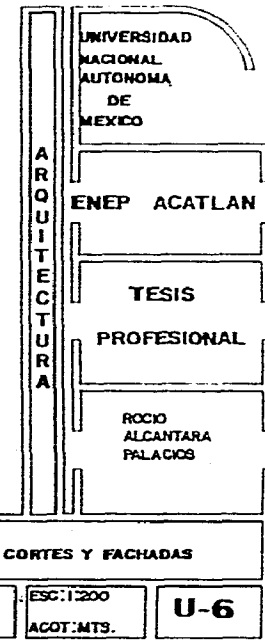 UNIVERSIDAD
NACIONAL
AUTONOMA
DE
MEXICO
ARQUITECTURA
ENEP ACATLAN
TESIS
PROFESIONAL
ROCIO
ALCANTARA
PALACIOS
CORTES Y FACHADAS
ESC:1:200
ACOT:MTS.
U-6